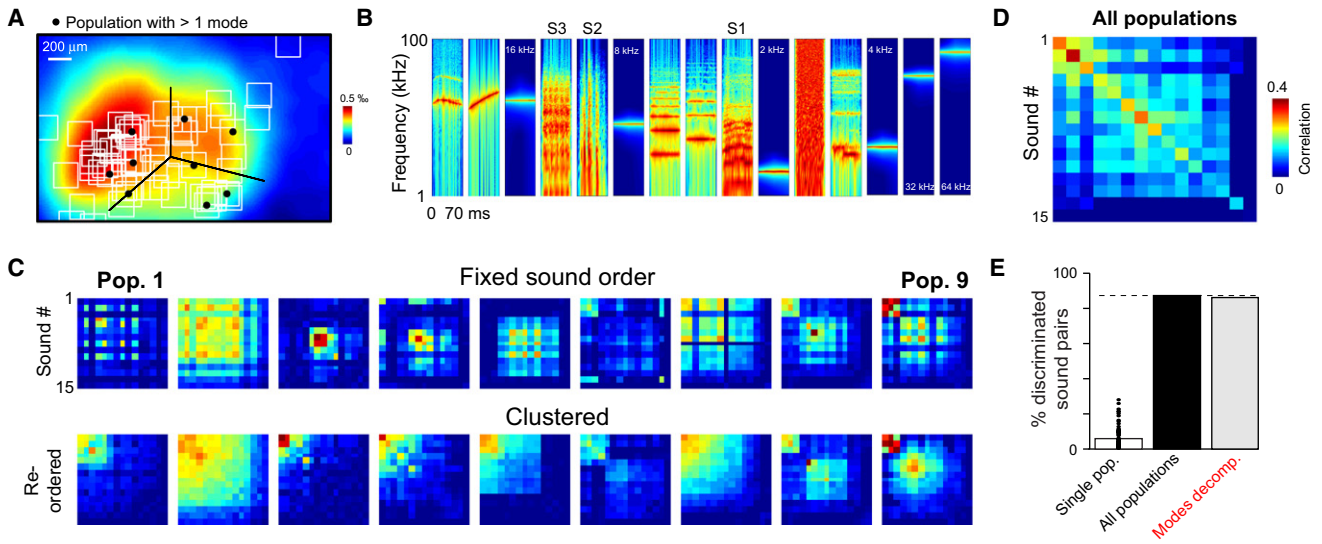 A
● Population with > 1 mode
200 μm
0.5 ‰
0
B
S3 S2 S1
Frequency (kHz)
100
1
16 kHz
8 kHz
2 kHz
4 kHz
32 kHz
64 kHz
0 70 ms
D
All populations
Sound #
1
15
0.4
0
Correlation
C
Pop. 1
Fixed sound order
Pop. 9
Sound #
1
15
Clustered
Re-
ordered
E
% discriminated
sound pairs
100
0
Single pop.
All populations
Modes decomp.